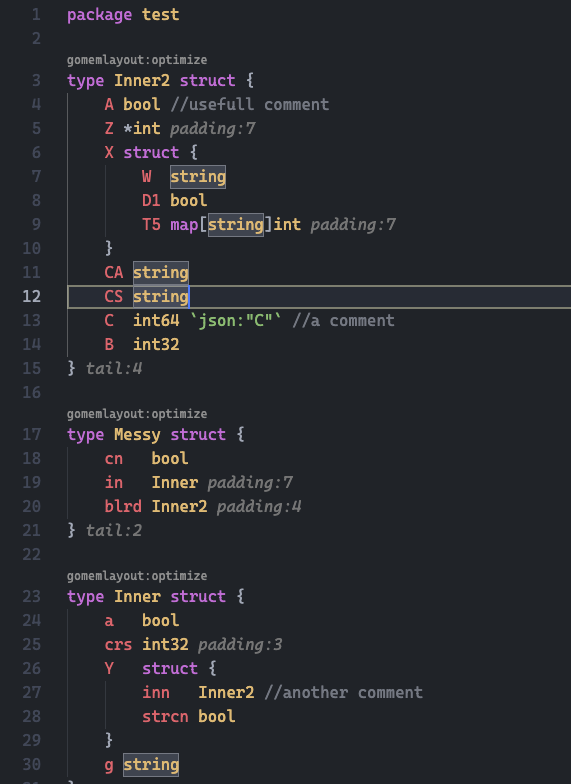 1 package test
2
gomemlayout:optimize
3 type Inner2 struct {
4 A bool //usefull comment
5 Z *int padding:7
6 X struct {
7 W string
8 D1 bool
9 T5 map[string]int padding:7
10 }
11 CA string
12 CS string
13 C int64 `json:"C"` //a comment
14 B int32
15 } tail:4
16
gomemlayout:optimize
17 type Messy struct {
18 cn bool
19 in Inner padding:7
20 blrd Inner2 padding:4
21 } tail:2
22
gomemlayout:optimize
23 type Inner struct {
24 a bool
25 crs int32 padding:3
26 Y struct {
27 inn Inner2 //another comment
28 strcn bool
29 }
30 g string